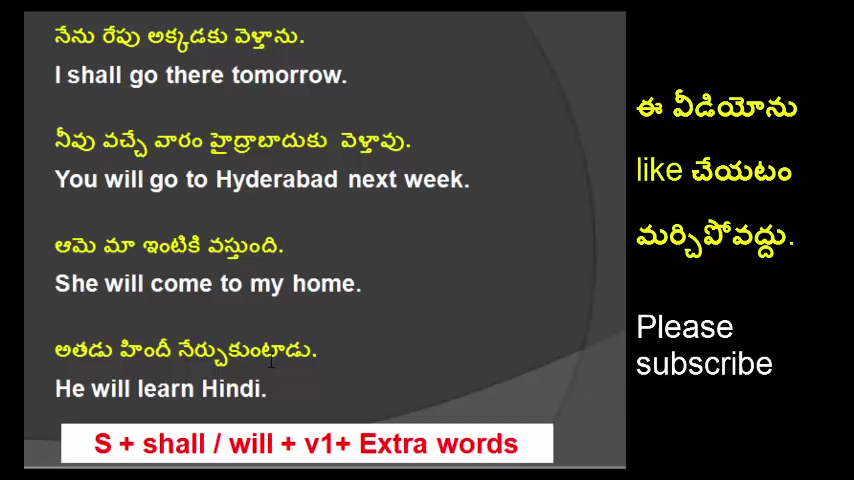 నేను రేపు అక్కడకు వెళ్తాను.
I shall go there tomorrow.
నీవు వచ్చే వారం హైద్రాబాదుకు వెళ్తావు.
You will go to Hyderabad next week.
ఆమె మా ఇంటికి వస్తుంది.
She will come to my home.
అతడు హిందీ నేర్చుకుంటాడు.
He will learn Hindi.
S + shall / will + v1+ Extra words
ఈ వీడియోను
like చేయటం
మర్చిపోవద్దు.
Please
subscribe